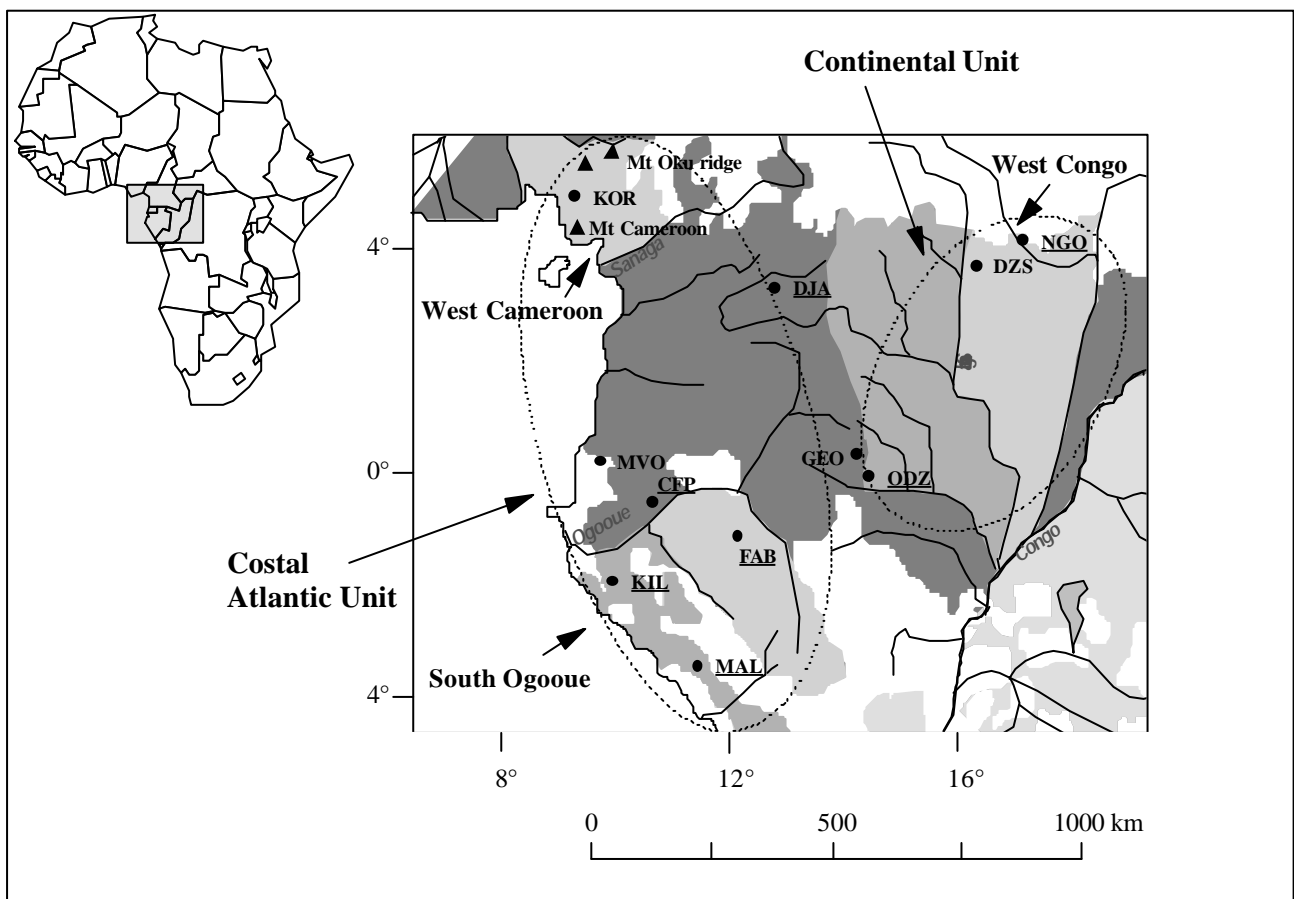 Continental Unit
West Congo
Mt Oku ridge
KOR
NGO
Mt Cameroon
DZS
4°
Sanaga
DJA
West Cameroon
GEO
MVO
0°
ODZ
CFP
Ogooue
Congo
FAB
Costal
Atlantic Unit
KIL
South Ogooue
MAL
4°
8°
12°
16°
0
500
1000 km